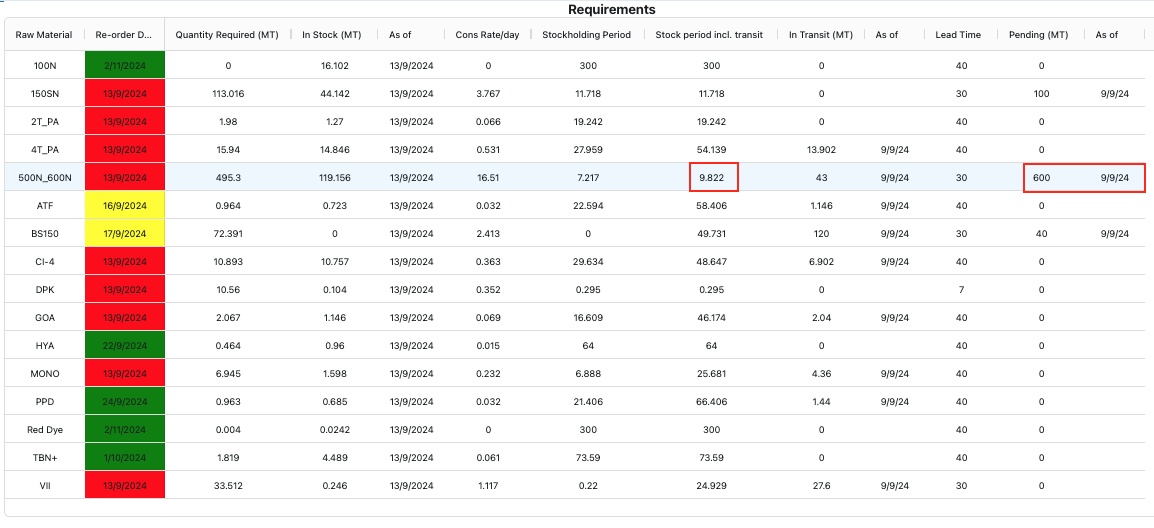 Requirements
Raw Material Re-order D... Quantity Required (MT) In Stock (MT) As of Cons Rate/day Stockholding Period Stock period incl. transit In Transit (MT) As of Lead Time Pending (MT) As of
100N 2/11/2024 0 16.102 13/9/2024 0 300 300 0 40 0
150SN 13/9/2024 113.016 44.142 13/9/2024 3.767 11.718 11.718 0 30 100 9/9/24
2T_PA 13/9/2024 1.98 1.27 13/9/2024 0.066 19.242 19.242 0 40 0
4T_PA 13/9/2024 15.94 14.846 13/9/2024 0.531 27.959 54.139 13.902 9/9/24 40 0
500N_600N 13/9/2024 495.3 119.156 13/9/2024 16.51 7.217 9.822 43 9/9/24 30 600 9/9/24
ATF 16/9/2024 0.964 0.723 13/9/2024 0.032 22.594 58.406 1.146 9/9/24 40 0
BS150 17/9/2024 72.391 0 13/9/2024 2.413 0 49.731 120 9/9/24 30 40 9/9/24
CI-4 13/9/2024 10.893 10.757 13/9/2024 0.363 29.634 48.647 6.902 9/9/24 40 0
DPK 13/9/2024 10.56 0.104 13/9/2024 0.352 0.295 0.295 0 7 0
GOA 13/9/2024 2.067 1.146 13/9/2024 0.069 16.609 46.174 2.04 9/9/24 40 0
HYA 22/9/2024 0.464 0.96 13/9/2024 0.015 64 64 0 40 0
MONO 13/9/2024 6.945 1.598 13/9/2024 0.232 6.888 25.681 4.36 9/9/24 40 0
PPD 24/9/2024 0.963 0.685 13/9/2024 0.032 21.406 66.406 1.44 9/9/24 40 0
Red Dye 2/11/2024 0.004 0.0242 13/9/2024 0 300 300 0 40 0
TBN+ 1/10/2024 1.819 4.489 13/9/2024 0.061 73.59 73.59 0 40 0
VII 13/9/2024 33.512 0.246 13/9/2024 1.117 0.22 24.929 27.6 9/9/24 30 0